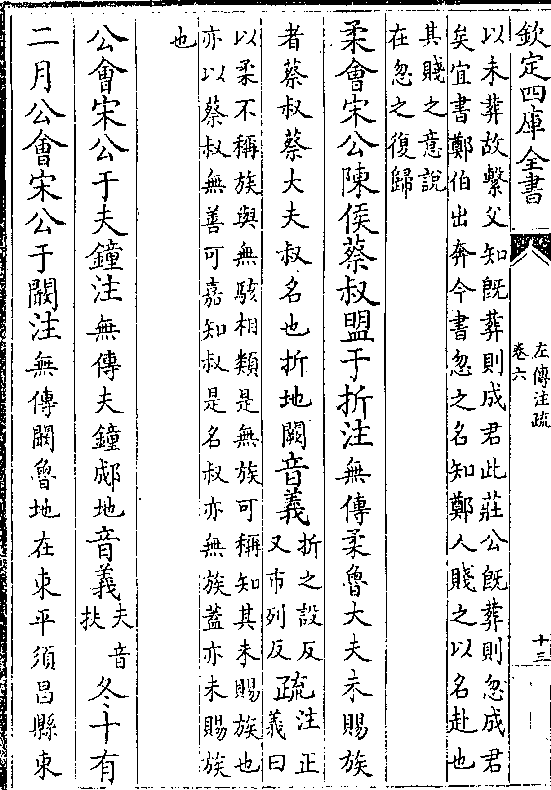 欽定四庫全書
左傳注疏
卷六
十三
以未葬故繫父知既葬則成君此莊公既葬則忽成君
矣宜書鄭伯出奔今書忽之名知鄭人賤之以名赴也
其賤之意說
在忽之復歸
柔會宋公陳侯蔡叔盟于折注無傳柔魯大夫未賜族
者蔡叔蔡大夫叔名也折地闕音義折之設反
又市列反疏注正
義曰
以柔不稱族與無駭相類是無族可稱知其未賜族也
亦以蔡叔無善可嘉知叔是名叔亦無族蓋亦未賜族
也
公會宋公于夫鐘注無傳夫鐘郕地音義夫音
扶冬十有
二月公會宋公于闞注無傳闞魯地在東平須昌縣東